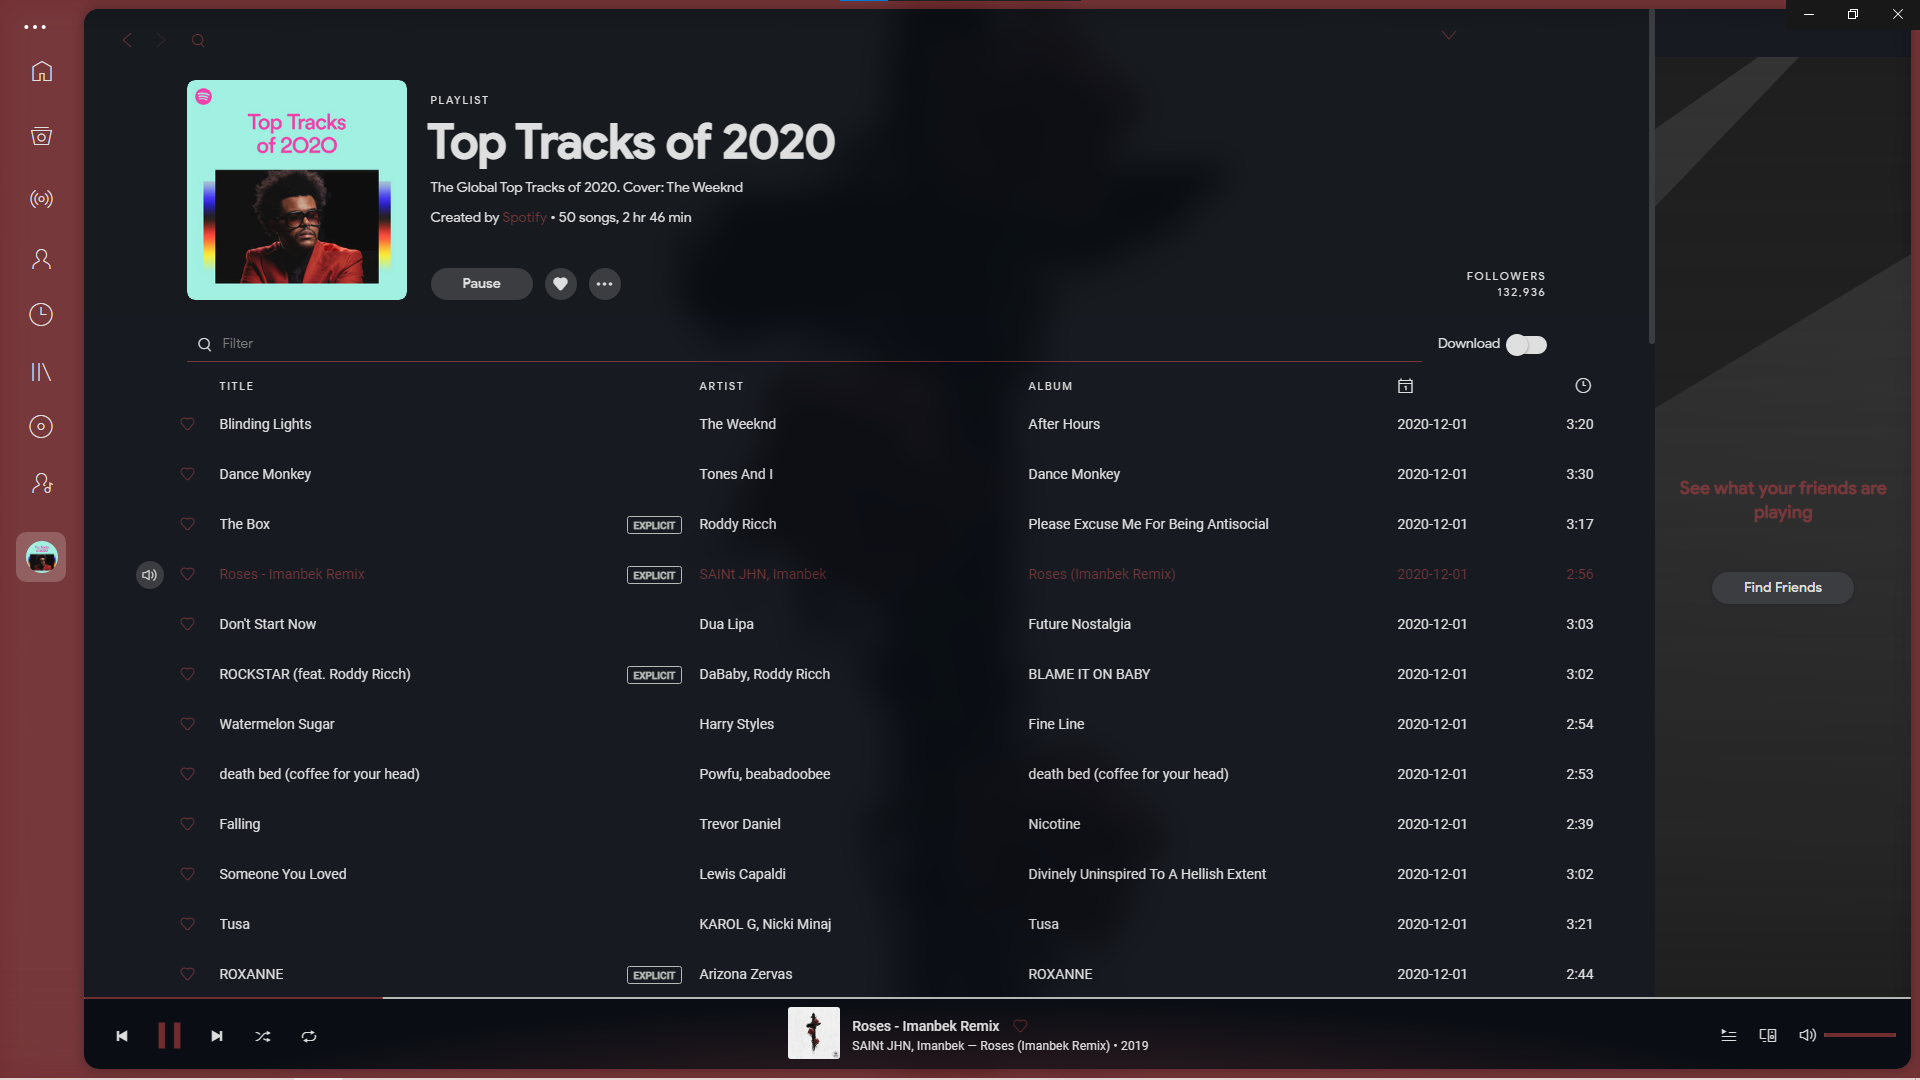 PLAYLIST
Top Tracks of 2020
Top Tracks
of 2020
The Global Top Tracks of 2020. Cover: The Weeknd
Created by Spotify • 50 songs, 2 hr 46 min
Pause
FOLLOWERS
132,936
Filter
Download
TITLE ARTIST ALBUM
Blinding Lights The Weeknd After Hours 2020-12-01 3:20
Dance Monkey Tones And I Dance Monkey 2020-12-01 3:30
The Box EXPLICIT Roddy Ricch Please Excuse Me For Being Antisocial 2020-12-01 3:17
Roses - Imanbek Remix EXPLICIT SAINt JHN, Imanbek Roses (Imanbek Remix) 2020-12-01 2:56
Don't Start Now Dua Lipa Future Nostalgia 2020-12-01 3:03
ROCKSTAR (feat. Roddy Ricch) EXPLICIT DaBaby, Roddy Ricch BLAME IT ON BABY 2020-12-01 3:02
Watermelon Sugar Harry Styles Fine Line 2020-12-01 2:54
death bed (coffee for your head) Powfu, beabadoobee death bed (coffee for your head) 2020-12-01 2:53
Falling Trevor Daniel Nicotine 2020-12-01 2:39
Someone You Loved Lewis Capaldi Divinely Uninspired To A Hellish Extent 2020-12-01 3:02
Tusa KAROL G, Nicki Minaj Tusa 2020-12-01 3:21
ROXANNE EXPLICIT Arizona Zervas ROXANNE 2020-12-01 2:44
See what your friends are
playing
Find Friends
Roses - Imanbek Remix
SAINt JHN, Imanbek — Roses (Imanbek Remix) • 2019